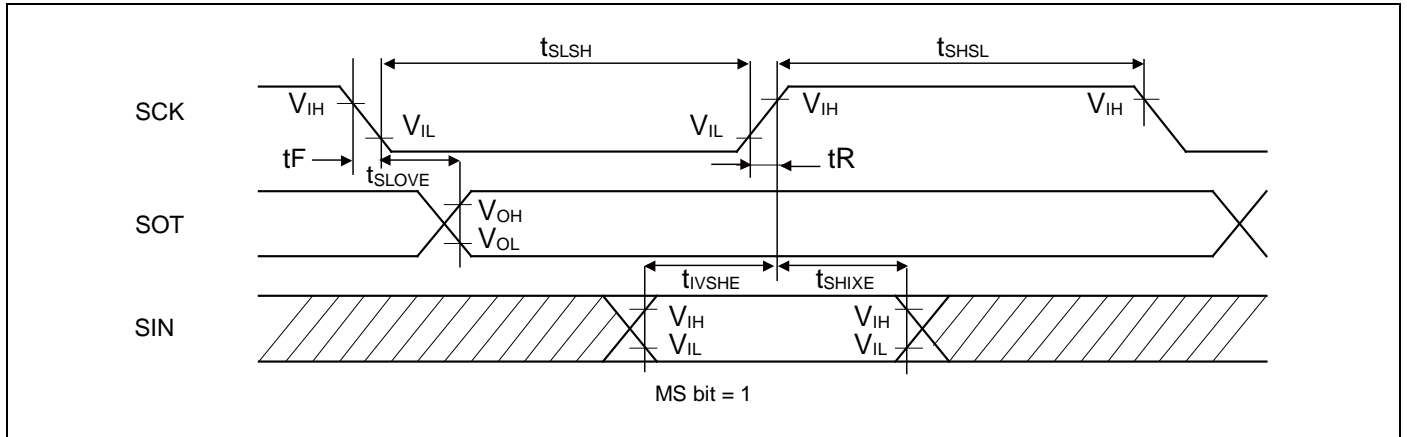 tSLSH tSHSL
SCK VIH VIL VIL VIH VIH
tF tSLOVE tR
SOT VOH
VOL
tIVSHE tSHIXE
SIN VIH VIH
VIL VIL
MS bit = 1